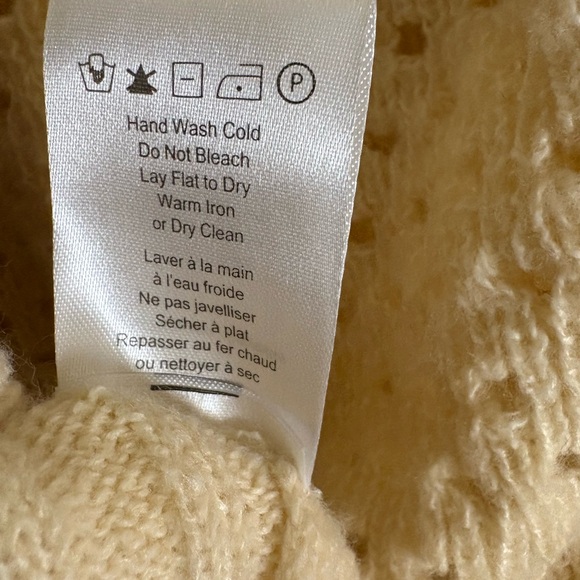 P
Hand Wash Cold
Do Not Bleach
Lay Flat to Dry
Warm Iron
or Dry Clean
Laver à la main
à l'eau froide
Ne pas javelliser
Sécher à plat
Repasser au fer chaud
ou nettoyer à sec